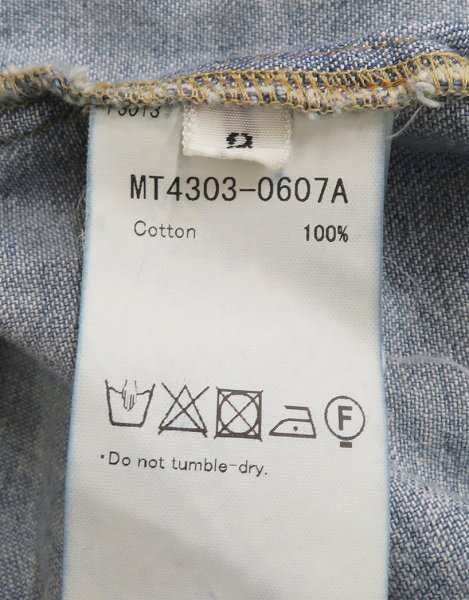 MT4303-0607A
Cotton 100%
F
·Do not tumble-dry.